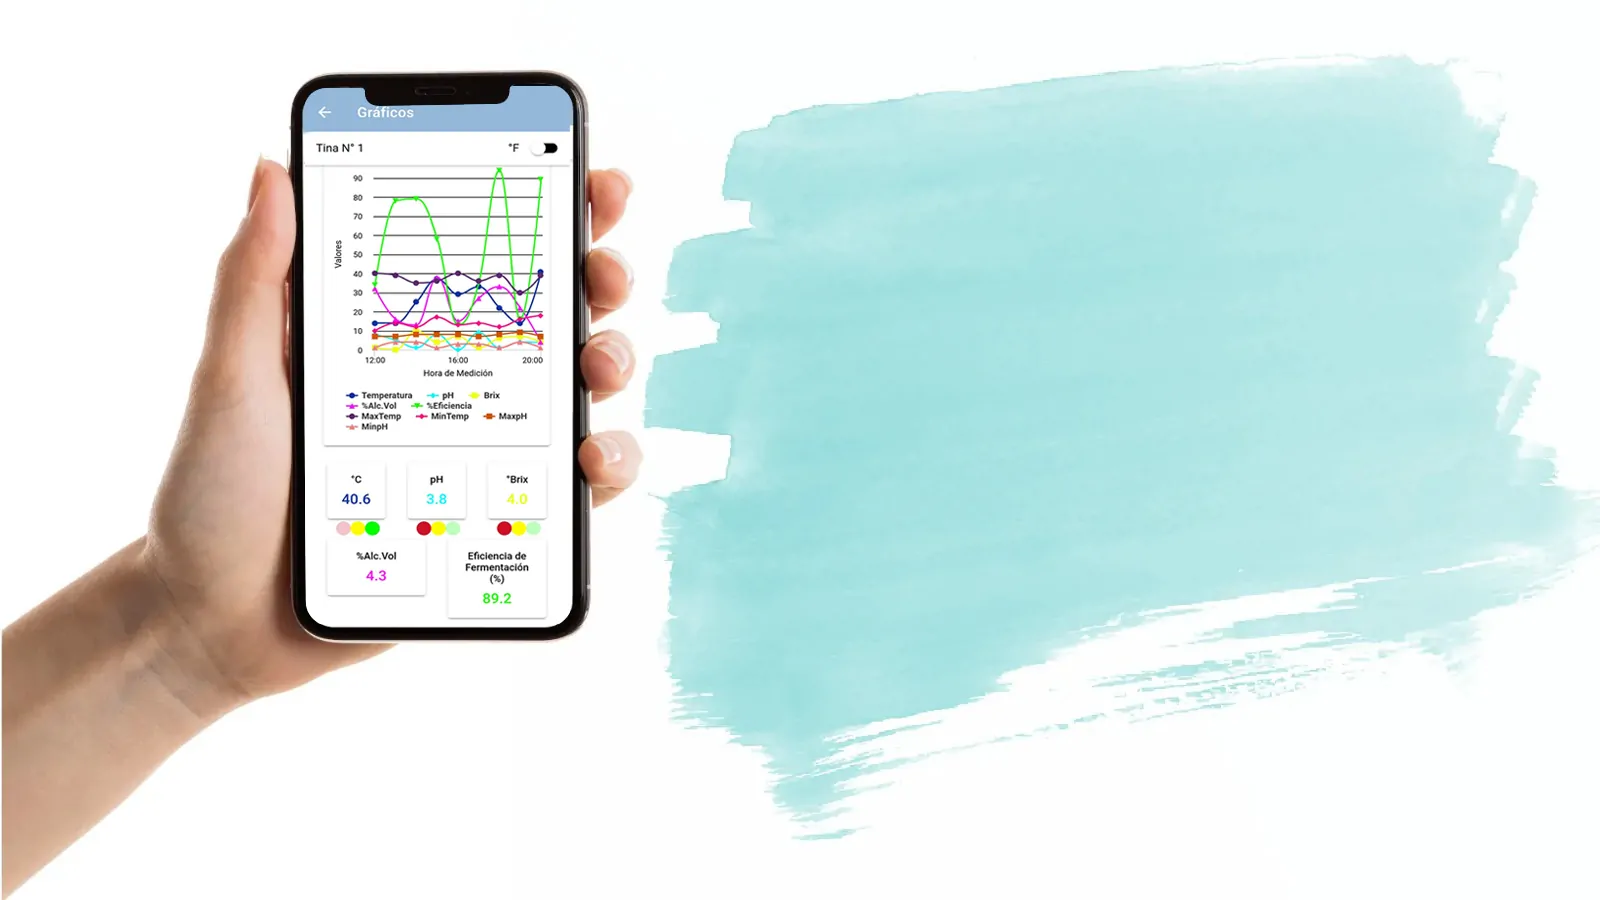 Gráficos
Tina N° 1 °F
90
80
70
60
50
40
30
20
10
0
Valores
12:00 16:00 20:00
Hora de Medición
Temperatura pH Brix
%Alc.Vol %Eficiencia
MaxTemp MinTemp MaxpH
MinpH
°C pH °Brix
40.6 3.8 4.0
%Alc.Vol
4.3
Eficiencia de
Fermentación
(%)
89.2